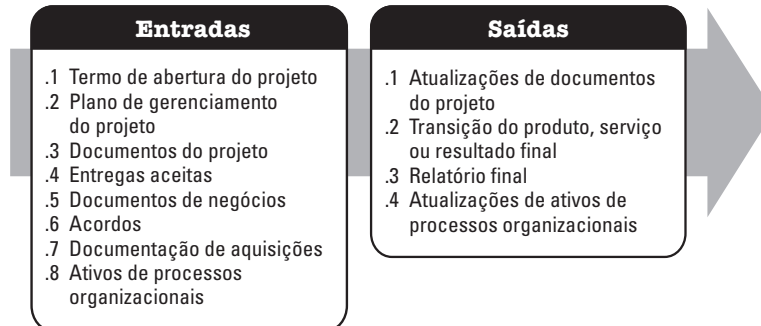 Entradas
.1 Termo de abertura do projeto
.2 Plano de gerenciamento
do projeto
.3 Documentos do projeto
.4 Entregas aceitas
.5 Documentos de negócios
.6 Acordos
.7 Documentação de aquisições
.8 Ativos de processos
organizacionais
Saídas
.1 Atualizações de documentos
do projeto
.2 Transição do produto, serviço
ou resultado final
.3 Relatório final
.4 Atualizações de ativos de
processos organizacionais